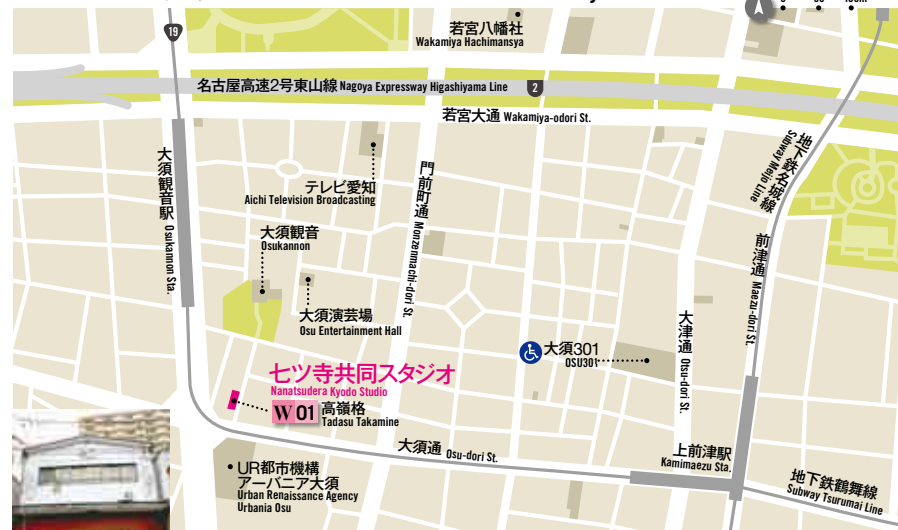 19
若宮八幡社
Wakamiya Hachimansya
名古屋高速2号東山線 Nagoya Expressway Higashiyama Line
2
若宮大通 Wakamiya-odori St.
地下鉄名城線
Subway Meijo Line
大須観音駅 Osukannon Sta.
テレビ愛知
Aichi Television Broadcasting
門前町通 Monzenmachi-dori St.
大須観音
Osukannon
前津通 Maezu-dori St.
大須演芸場
Osu Entertainment Hall
大津通 Otsu-dori St.
大須301
OSU301
七ツ寺共同スタジオ
Nanatsudera Kyodo Studio
W 01 高嶺格
Tadasu Takamine
大須通 Osu-dori St.
上前津駅
Kamimaezu Sta.
UR都市機構
アーバニア大須
Urban Renaissance Agency
Urbania Osu
地下鉄鶴舞線
Subway Tsurumai Line